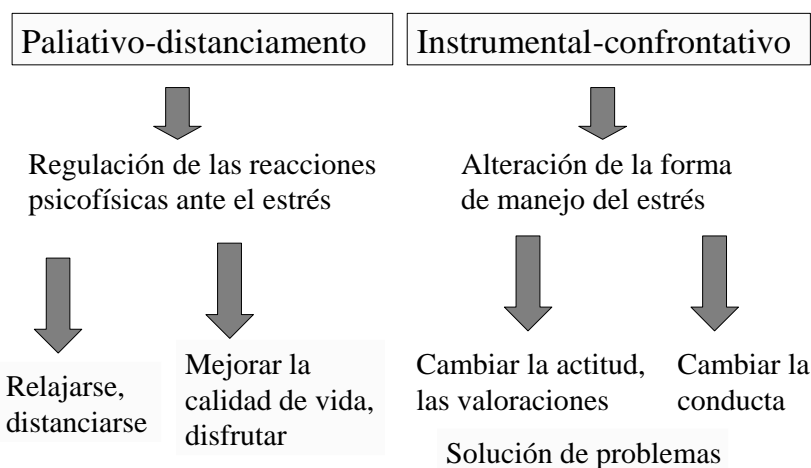 Paliativo-distanciamento
Instrumental-confrontativo
Regulación de las reacciones
psicofísicas ante el estrés
Alteración de la forma
de manejo del estrés
Relajarse,
distanciarse
Mejorar la
calidad de vida,
disfrutar
Cambiar la actitud,
las valoraciones
Cambiar la
conducta
Solución de problemas